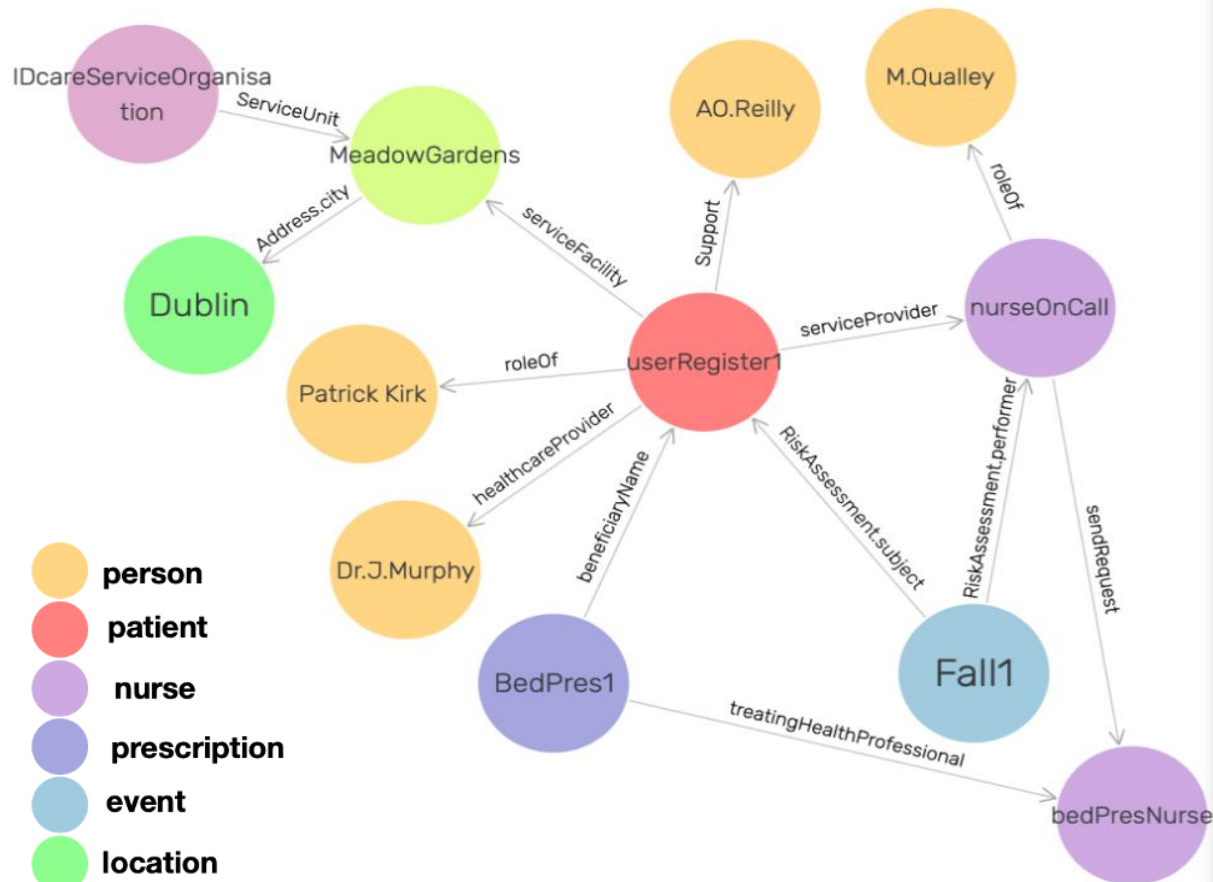 IDcareServiceOrganisa
tion
ServiceUnit
MeadowGardens
Address.city
Dublin
serviceFacility
AO.Reilly
Support
M.Qualley
roleOf
nurseOnCall
serviceProvider
userRegister1
roleOf
Patrick Kirk
healthcareProvider
Dr.J.Murphy
beneficiaryName
RiskAssessment.subject
RiskAssessment.performer
sendRequest
BedPres1
Fall1
treatingHealthProfessional
bedPresNurse
person
patient
nurse
prescription
event
location